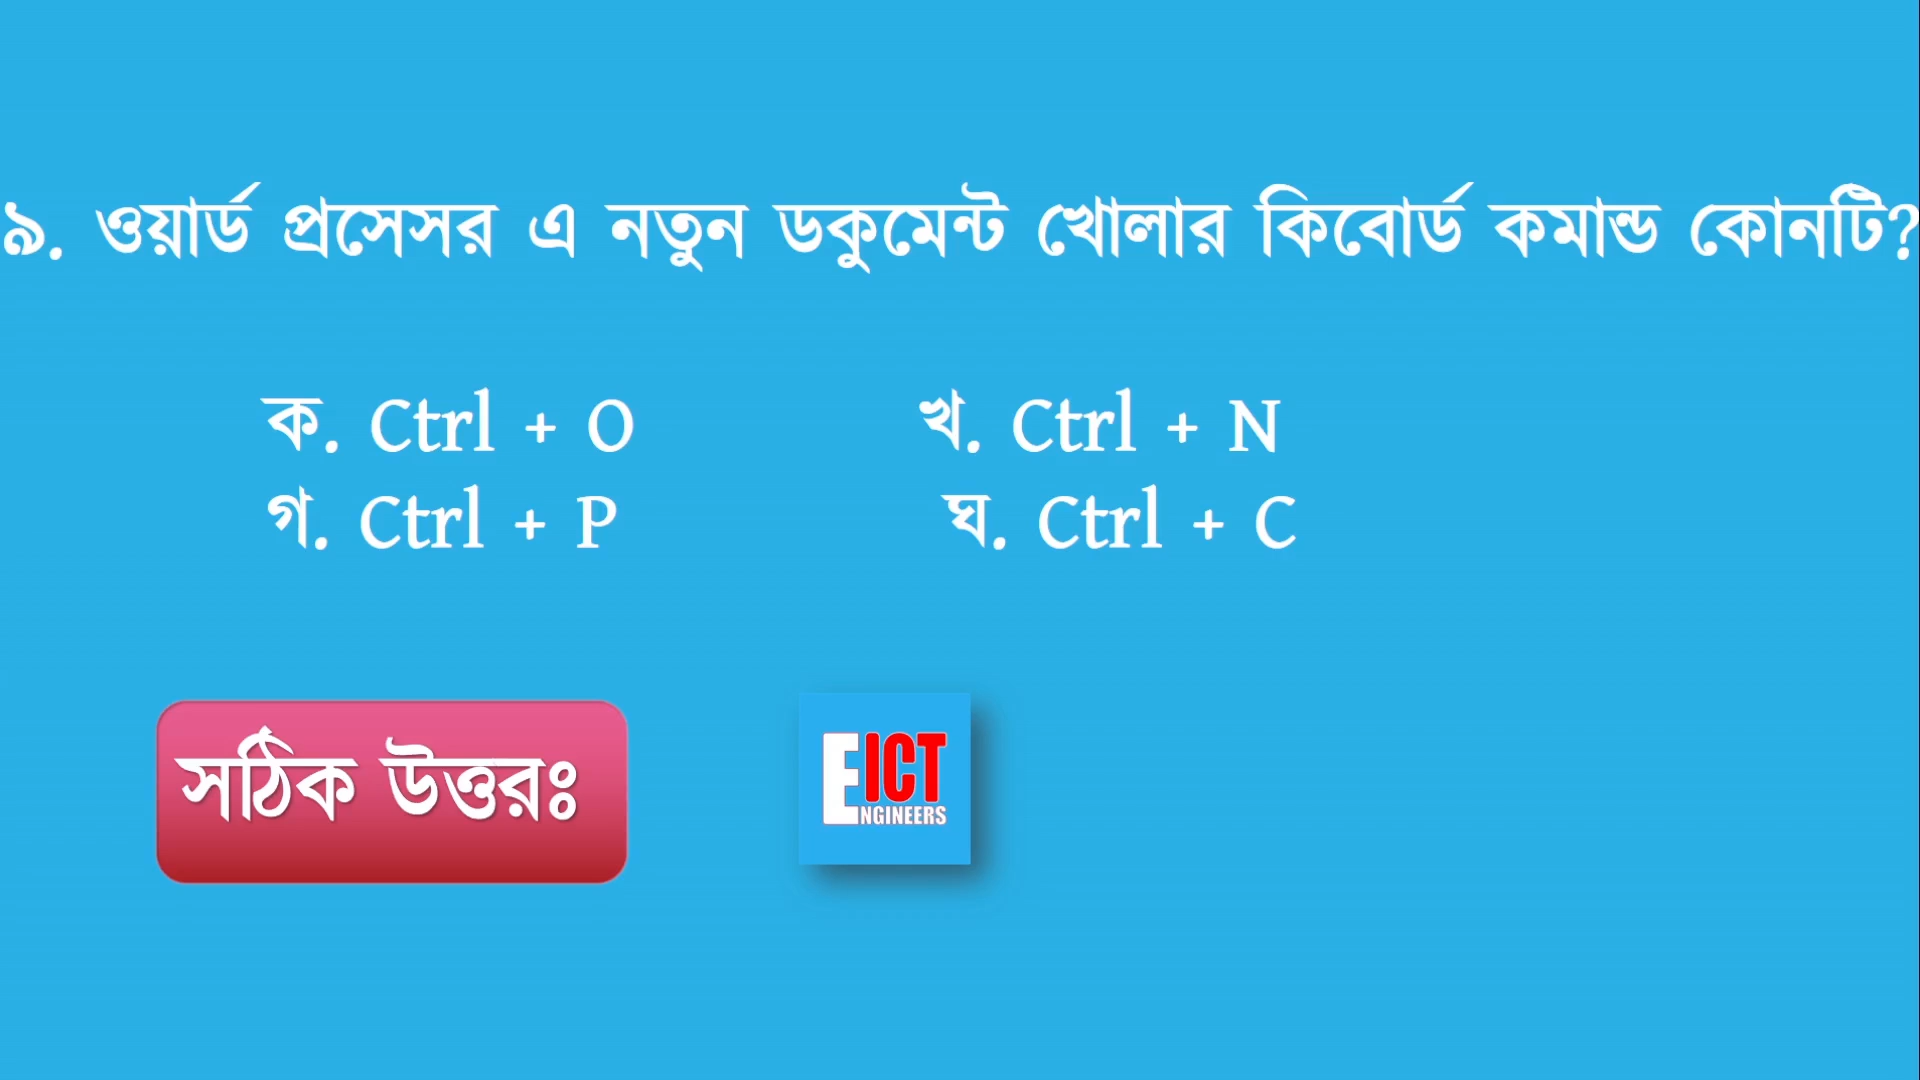 ৯. ওয়ার্ড প্রসেসর এ নতুন ডকুমেন্ট খোলার কিবোর্ড কমান্ড কোনটি?
ক. Ctrl + O খ. Ctrl + N
গ. Ctrl + P ঘ. Ctrl + C
সঠিক উত্তরঃ
EICT
NGINEERS